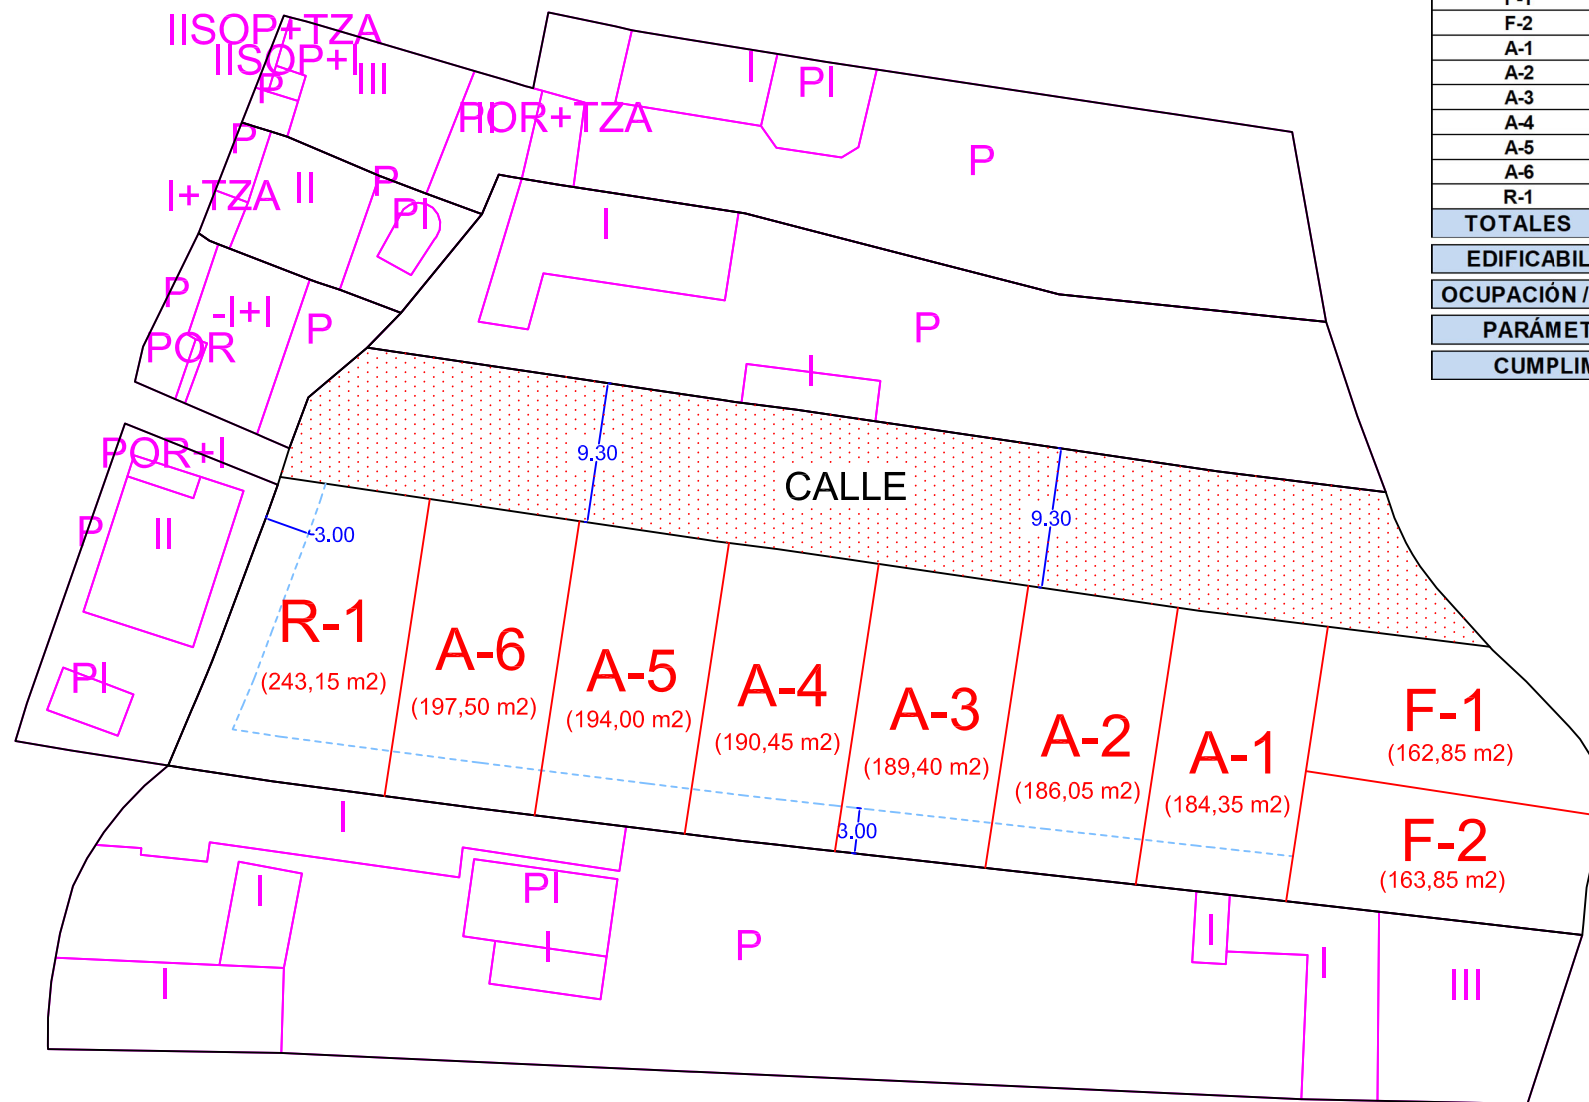 IISOP+TZA
IISOP+I
III
P
P
I+TZA
II
P
PI
POR+TZA
I
PI
P
I
P
I
P
-I+I
P
POR
POR+I
P
II
PI
CALLE
9.30
9.30
3.00
3.00
R-1
(243,15 m2)
A-6
(197,50 m2)
A-5
(194,00 m2)
A-4
(190,45 m2)
A-3
(189,40 m2)
A-2
(186,05 m2)
A-1
(184,35 m2)
F-1
(162,85 m2)
F-2
(163,85 m2)
I
I
I
PI
I
P
I
I
III
F-2
A-1
A-2
A-3
A-4
A-5
A-6
R-1
TOTALES
EDIFICABIL
OCUPACIÓN /
PARÁMET
CUMPLIM